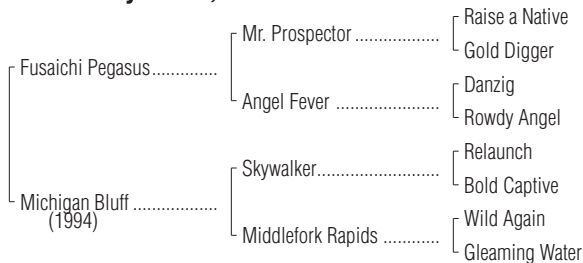 Raise a Native
Mr. Prospector ....................
Gold Digger
Fusaichi Pegasus..............
Danzig
Angel Fever ........................
Rowdy Angel
Relaunch
Skywalker............................
Bold Captive
Michigan Bluff ..................
(1994)
Wild Again
Middlefork Rapids ............
Gleaming Water